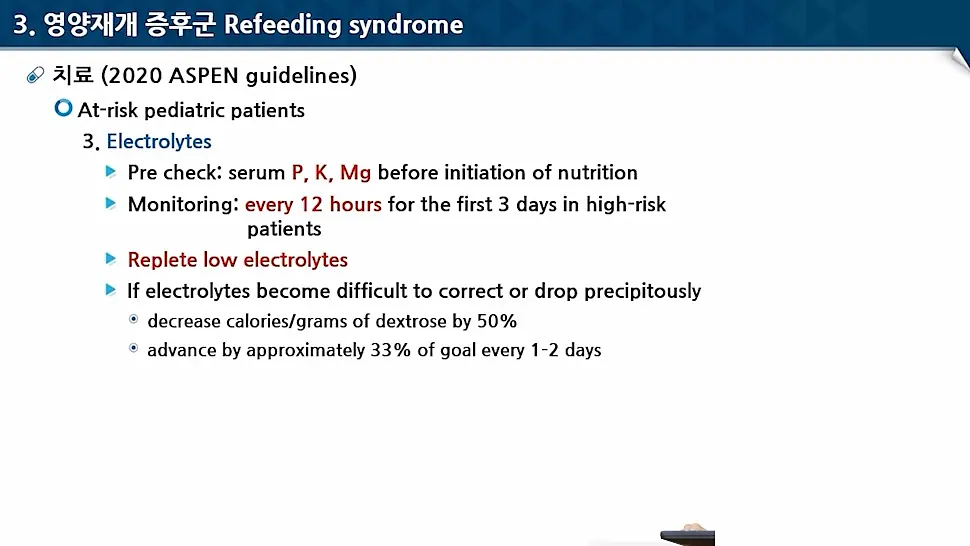 3. 영양재개 증후군 Refeeding syndrome
치료 (2020 ASPEN guidelines)
At-risk pediatric patients
3. Electrolytes
Pre check: serum P, K, Mg before initiation of nutrition
Monitoring: every 12 hours for the first 3 days in high-risk
patients
Replete low electrolytes
If electrolytes become difficult to correct or drop precipitously
decrease calories/grams of dextrose by 50%
advance by approximately 33% of goal every 1-2 days